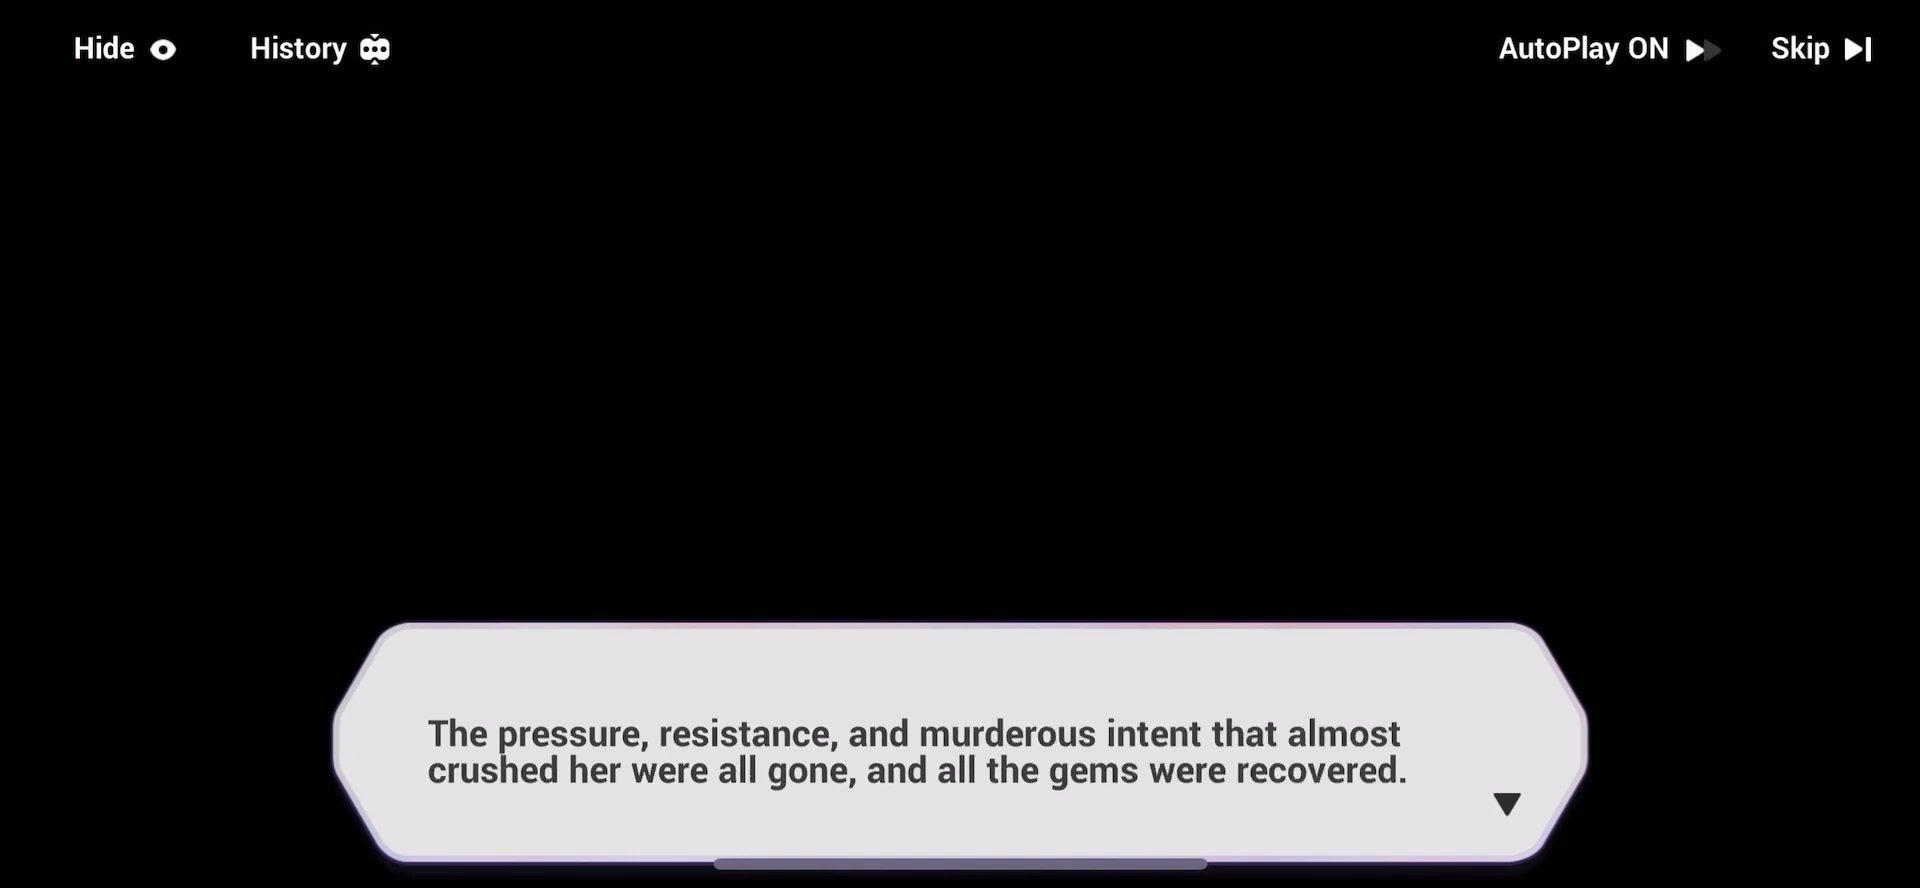 Hide
History
AutoPlay ON
Skip
The pressure, resistance, and murderous intent that almost
crushed her were all gone, and all the gems were recovered.